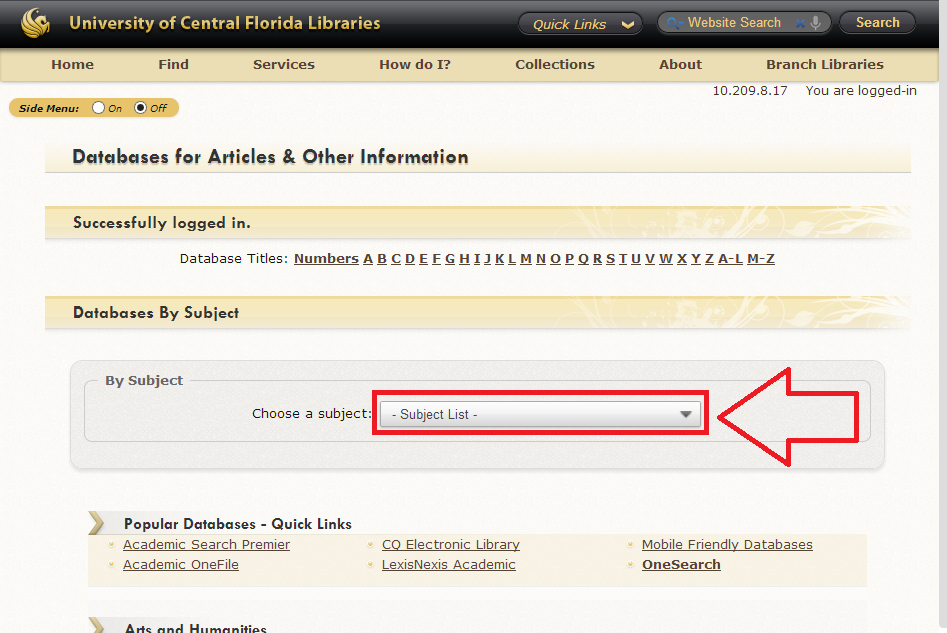 University of Central Florida Libraries
Quick Links
Website Search
Search
Home Find Services How do I? Collections About Branch Libraries
10.209.8.17 You are logged-in
Side Menu: On Off
Databases for Articles & Other Information
Successfully logged in.
Database Titles: Numbers A B C D E F G H I J K L M N O P Q R S T U V W X Y Z A-L M-Z
Databases By Subject
By Subject
Choose a subject: - Subject List -
Popular Databases - Quick Links
Academic Search Premier CQ Electronic Library Mobile Friendly Databases
Academic OneFile LexisNexis Academic OneSearch
Arts and Humanities